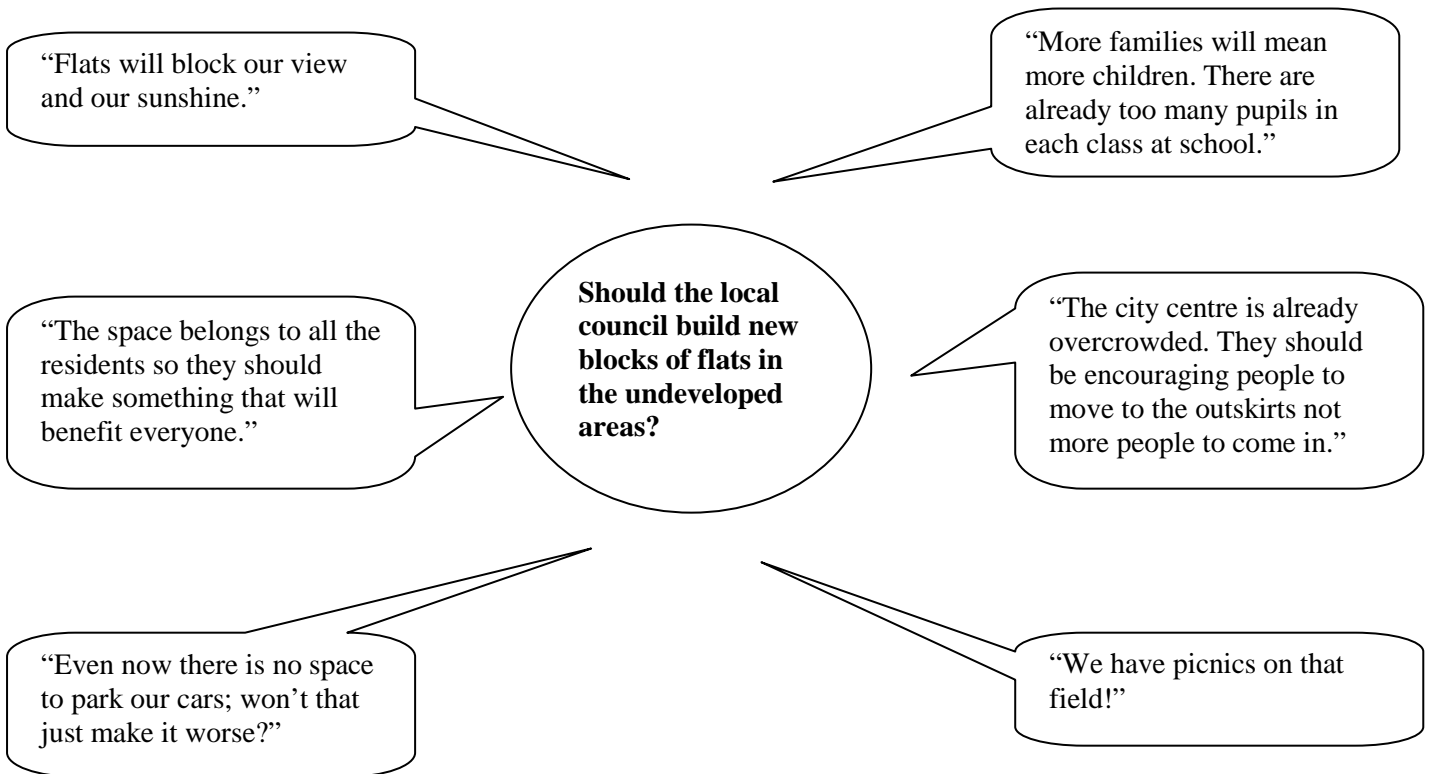 “Flats will block our view
and our sunshine.”
“More families will mean
more children. There are
already too many pupils in
each class at school.”
“The space belongs to all the
residents so they should
make something that will
benefit everyone.”
Should the local
council build new
blocks of flats in
the undeveloped
areas?
“The city centre is already
overcrowded. They should
be encouraging people to
move to the outskirts not
more people to come in.”
“Even now there is no space
to park our cars; won’t that
just make it worse?”
“We have picnics on that
field!”